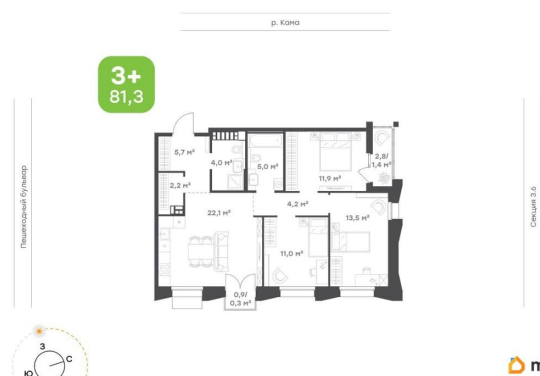 р. Кама
3+
81,3
Пешеходный бульвар
Секция 3.6
5,7 м²
4,0 м²
5,0 м²
11,9 м²
2,8/
1,4 м²
2,2 м²
22,1 м²
4,2 м²
13,5 м²
11,0 м²
0,9/
0,3 м²
З
С
Ю
m